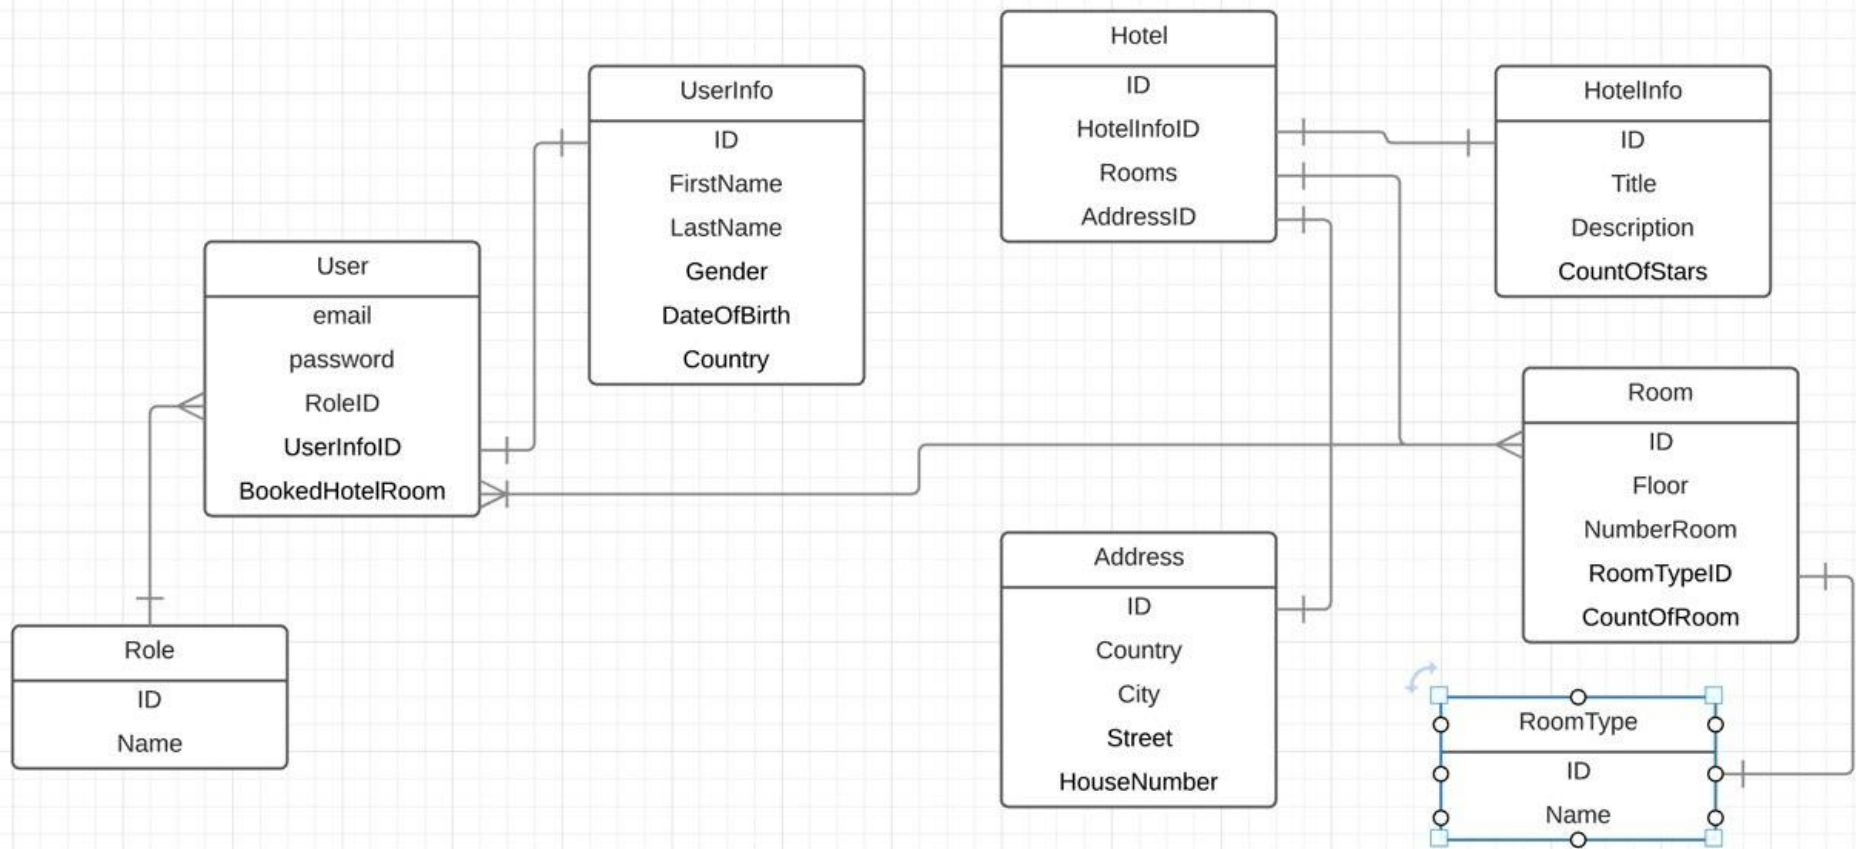 Hotel
ID
HotelInfoID
Rooms
AddressID
UserInfo
ID
FirstName
LastName
Gender
DateOfBirth
Country
HotelInfo
ID
Title
Description
CountOfStars
User
email
password
RoleID
UserInfoID
BookedHotelRoom
Room
ID
Floor
NumberRoom
RoomTypeID
CountOfRoom
Address
ID
Country
City
Street
HouseNumber
Role
ID
Name
RoomType
ID
Name